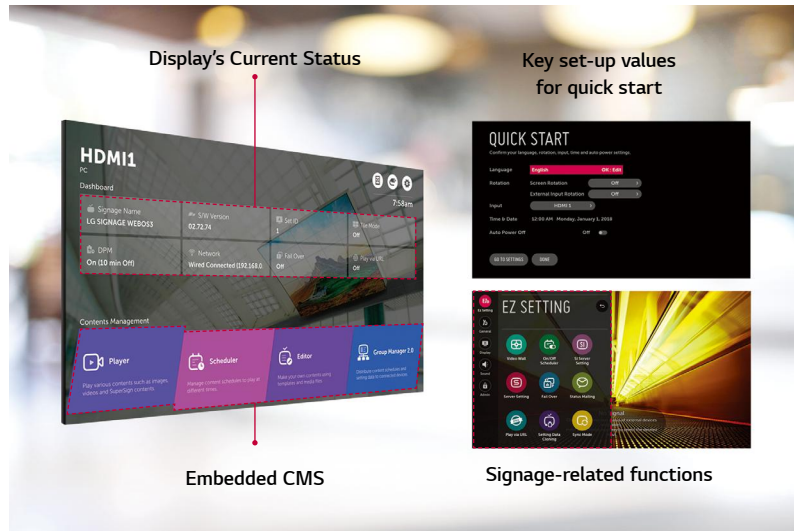 Display's Current Status
Key set-up values
for quick start
HDMI1
PC
Dashboard
7:58am
Signage Name
LG SIGNAGE WEBOS3
S/W Version
02.72.74
Set ID
1
Tile Mode
Off
DPM
On (10 min Off)
Network
Wired Connected (192.168.0
Fail Over
Off
Play via URL
Off
Contents Management
Player
Play various contents such as images,
videos and SuperSign contents.
Scheduler
Manage content schedules to play at
different times.
Editor
Make your own contents using
templates and media files.
Group Manager 2.0
Distribute content schedules and
setting data to connected devices.
Embedded CMS
QUICK START
Confirm your language, rotation, input, time and auto power settings.
Language English OK : Edit
Rotation Screen Rotation Off
External Input Rotation Off
Input HDMI 1
Time & Date 12:00 AM Monday, January 1, 2018
Auto Power Off Off
GO TO SETTINGS DONE
Ez Setting
General
Display
Sound
Admin
EZ SETTING
Video Wall
On/Off
Scheduler
SI Server
Setting
Server Setting
Fail-Over
Status Mailing
Play via URL
Setting Data
Cloning
Sync Mode
Signage-related functions